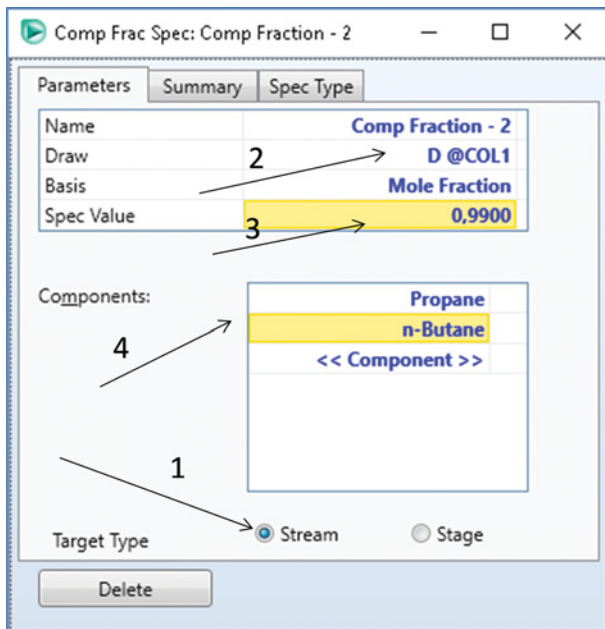 Comp Frac Spec: Comp Fraction - 2
Parameters Summary Spec Type
Name Comp Fraction - 2
Draw 2 D @COL1
Basis Mole Fraction
Spec Value 3 0,9900
Components: Propane
4 n-Butane
<< Component >>
1
Target Type Stream Stage
Delete